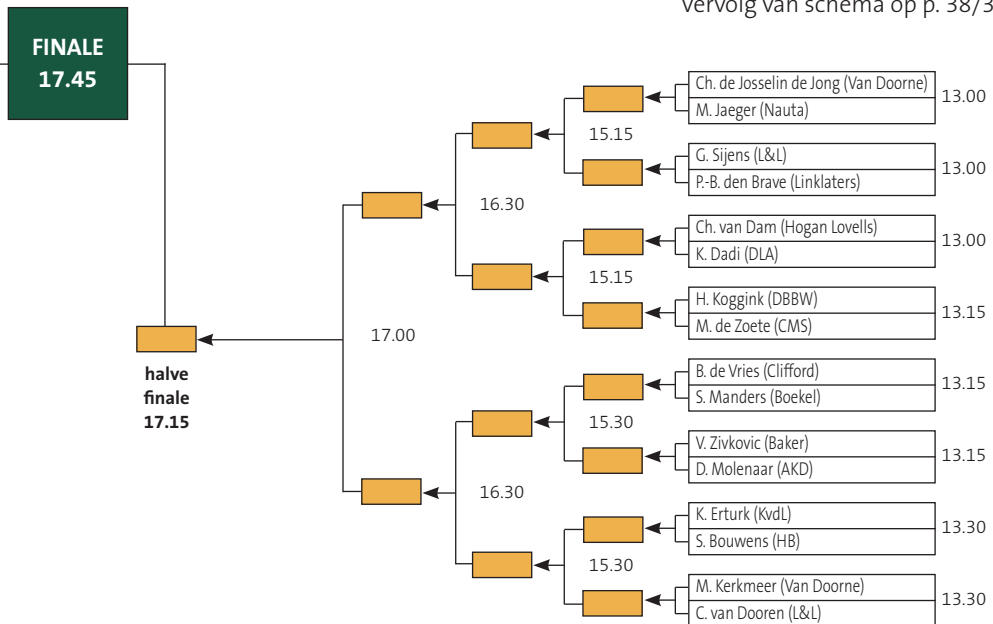 Vervolg van schema op p. 38/3
FINALE
17.45
Ch. de Josselin de Jong (Van Doorne)
M. Jaeger (Nauta)
13.00
15.15
G. Sijens (L&L)
P.-B. den Brave (Linklaters)
13.00
16.30
Ch. van Dam (Hogan Lovells)
K. Dadi (DLA)
13.00
15.15
H. Koggink (DBBW)
M. de Zoete (CMS)
13.15
17.00
halve
finale
17.15
B. de Vries (Clifford)
S. Manders (Boekel)
13.15
15.30
V. Zivkovic (Baker)
D. Molenaar (AKD)
13.15
16.30
K. Erturk (KvdL)
S. Bouwens (HB)
13.30
15.30
M. Kerkmeer (Van Doorne)
C. van Dooren (L&L)
13.30